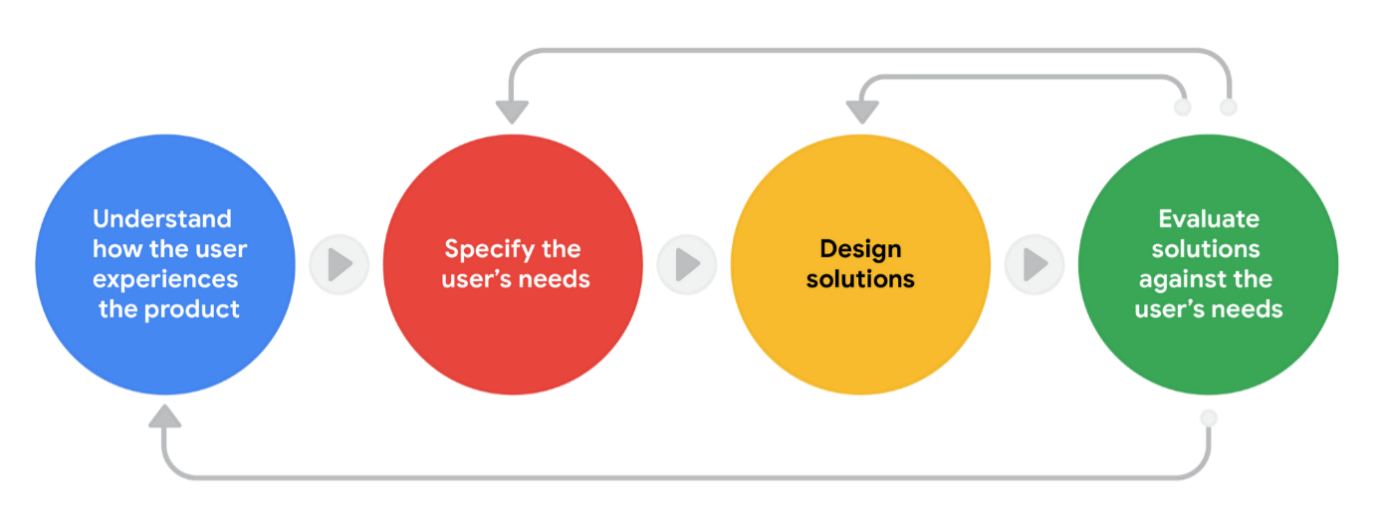 Understand
how the user
experiences
the product
Specify the
user's needs
Design
solutions
Evaluate
solutions
against the
user's needs